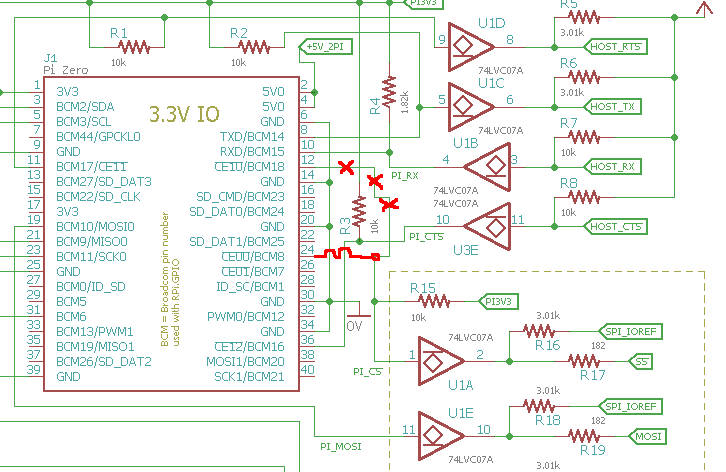 PI3V3
R1
10k
R2
10k
+5V_2PI
R4
1.82k
U1D
9
8
74LVC07A
R5
3.01k
HOST_RTS
U1C
5
6
R6
3.01k
HOST_TX
U1B
74LVC07A
4
3
PI_RX
R7
10k
HOST_RX
74LVC07A
10
11
PI_CTS
U3E
R8
10k
HOST_CTS
J1
Pi Zero
3.3V IO
1 3V3 5V0 2
3 BCM2/SDA 5V0 4
5 BCM3/SCL GND 6
7 BCM44/GPCKL0 TXD/BCM14 8
9 GND RXD/BCM15 10
11 BCM17/CE11 CE10/BCM18 12
13 BCM27/SD_DAT3 GND 14
15 BCM22/SD_CLK SD_CMD/BCM23 16
17 3V3 SD_DAT0/BCM24 18
19 BCM10/MOSI0 GND 20
21 BCM9/MISO0 SD_DAT1/BCM25 22
23 BCM11/SCK0 CE00/BCM8 24
25 GND CE01/BCM7 26
27 BCM0/ID_SD ID_SC/BCM1 28
29 BCM5 GND 30
31 BCM6 PWM0/BCM12 32
33 BCM13/PWM1 GND 34
35 BCM19/MISO1 CE12/BCM16 36
37 BCM26/SD_DAT2 MOSI1/BCM20 38
39 GND SCK1/BCM21 40
BCM = Broadcom pin number
used with RPi.GPIO
R3
10k
0V
R15
10k
PI3V3
74LVC07A
1
2
PI_CS
U1A
3.01k
R16
SPI_IOREF
182
R17
SS
3.01k
R18
SPI_IOREF
U1E
11
10
PI_MOSI
74LVC07A
182
R19
MOSI
3.01k